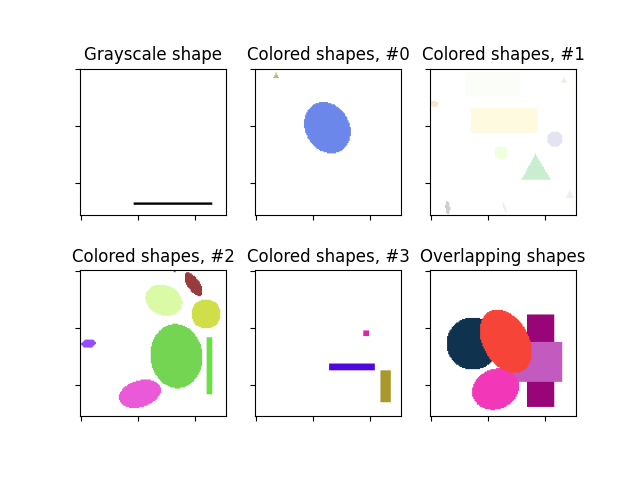 Grayscale shape
Colored shapes, #0
Colored shapes, #1
Colored shapes, #2
Colored shapes, #3
Overlapping shapes